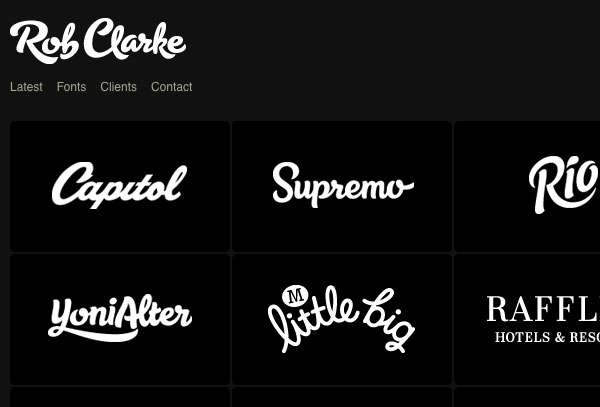 Rob Clarke
Latest Fonts Clients Contact
Capitol
Supremo
Rio
YoniAlter
M
little big
RAFFL
HOTELS & RESO